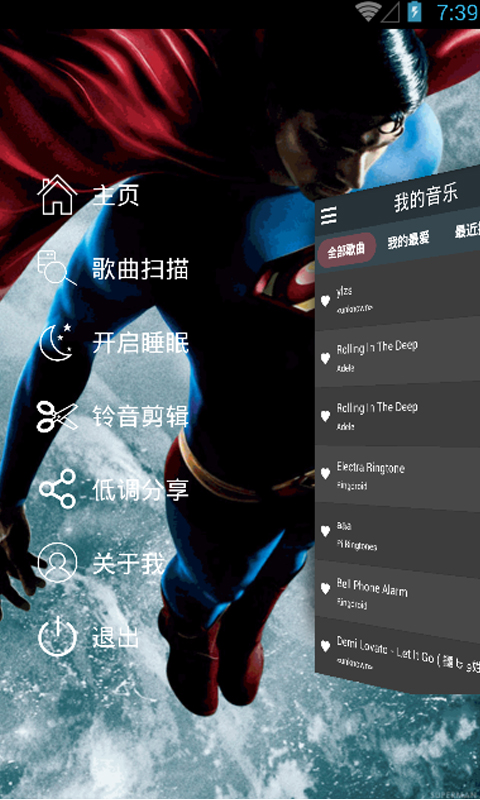 7:39
主页
歌曲扫描
开启睡眠
铃音剪辑
低调分享
关于我
退出
我的音乐
全部歌曲
我的最爱
最近
ylzs
<unknown>
Rolling In The Deep
Adele
Rolling In The Deep
Adele
Electra Ringtone
Ringdroid
aaa
Pi Ringtones
Bell Phone Alarm
Ringdroid
Demi Lovato - Let It Go (
<unknown>
SUPERMAN